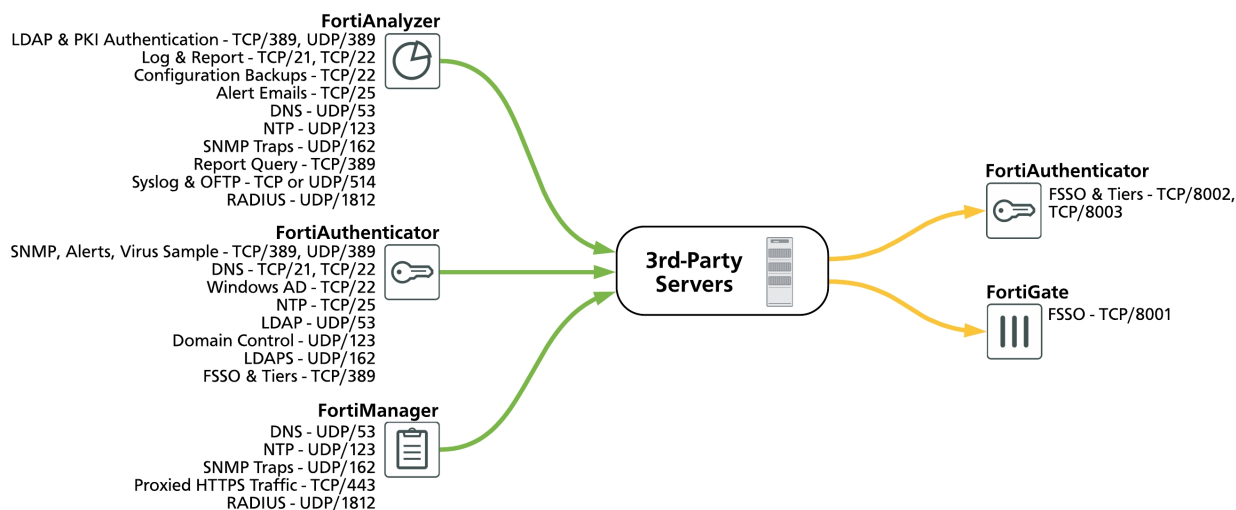 FortiAnalyzer
LDAP & PKI Authentication - TCP/389, UDP/389
Log & Report - TCP/21, TCP/22
Configuration Backups - TCP/22
Alert Emails - TCP/25
DNS - UDP/53
NTP - UDP/123
SNMP Traps - UDP/162
Report Query - TCP/389
Syslog & OFTP - TCP or UDP/514
RADIUS - UDP/1812
FortiAuthenticator
SNMP, Alerts, Virus Sample - TCP/389, UDP/389
DNS - TCP/21, TCP/22
Windows AD - TCP/22
NTP - TCP/25
LDAP - UDP/53
Domain Control - UDP/123
LDAPS - UDP/162
FSSO & Tiers - TCP/389
FortiManager
DNS - UDP/53
NTP - UDP/123
SNMP Traps - UDP/162
Proxied HTTPS Traffic - TCP/443
RADIUS - UDP/1812
3rd-Party
Servers
FortiAuthenticator
FSSO & Tiers - TCP/8002,
TCP/8003
FortiGate
FSSO - TCP/8001